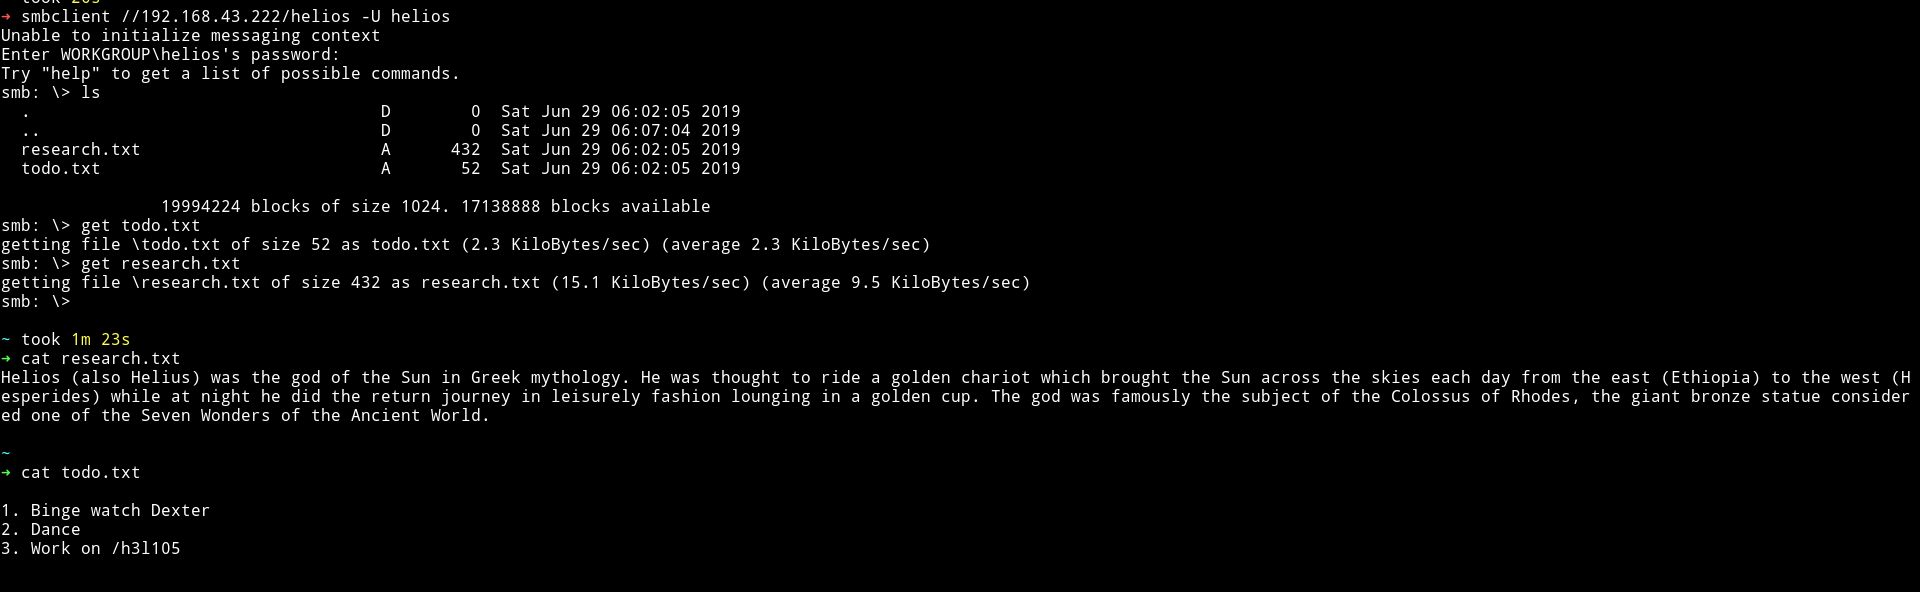 took 20s
➜ smbclient //192.168.43.222/helios -U helios
Unable to initialize messaging context
Enter WORKGROUP\helios's password:
Try "help" to get a list of possible commands.
smb: \> ls
  .                                   D        0  Sat Jun 29 06:02:05 2019
  ..                                  D        0  Sat Jun 29 06:07:04 2019
  research.txt                        A      432  Sat Jun 29 06:02:05 2019
  todo.txt                            A       52  Sat Jun 29 06:02:05 2019
                19994224 blocks of size 1024. 17138888 blocks available
smb: \> get todo.txt
getting file \todo.txt of size 52 as todo.txt (2.3 KiloBytes/sec) (average 2.3 KiloBytes/sec)
smb: \> get research.txt
getting file \research.txt of size 432 as research.txt (15.1 KiloBytes/sec) (average 9.5 KiloBytes/sec)
smb: \>
~ took 1m 23s
➜ cat research.txt
Helios (also Helius) was the god of the Sun in Greek mythology. He was thought to ride a golden chariot which brought the Sun across the skies each day from the east (Ethiopia) to the west (H
esperides) while at night he did the return journey in leisurely fashion lounging in a golden cup. The god was famously the subject of the Colossus of Rhodes, the giant bronze statue consider
ed one of the Seven Wonders of the Ancient World.
~
➜ cat todo.txt
1. Binge watch Dexter
2. Dance
3. Work on /h3l105